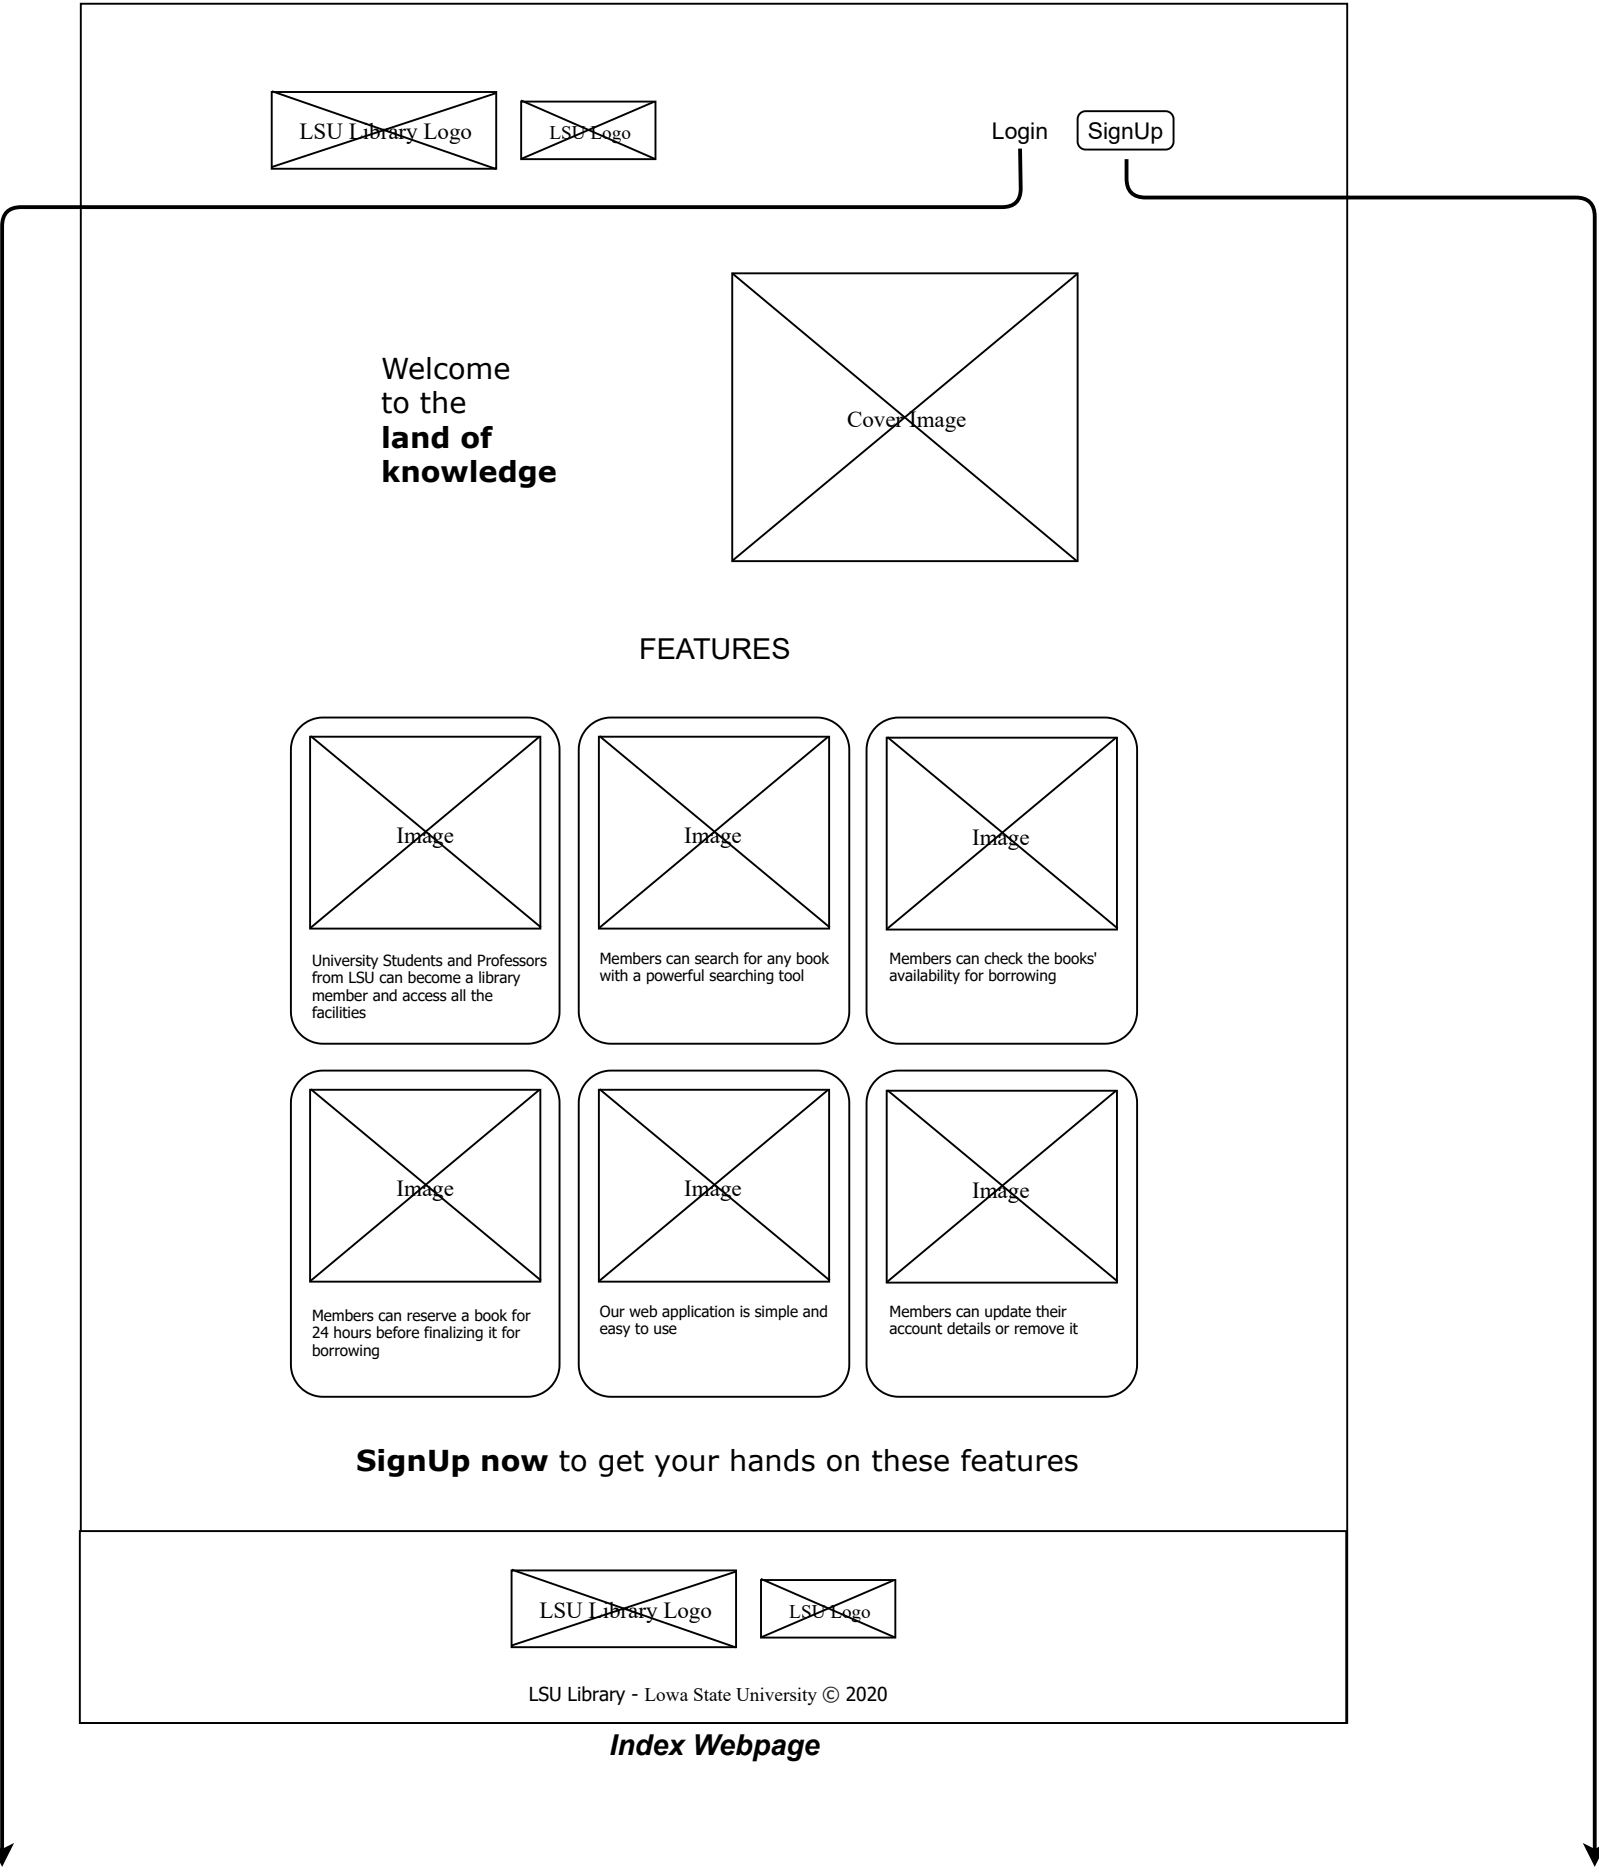 LSU Library Logo
LSU Logo
Login
SignUp
Welcome
to the
land of
knowledge
Cover Image
FEATURES
Image
Image
Image
University Students and Professors
from LSU can become a library
member and access all the
facilities
Members can search for any book
with a powerful searching tool
Members can check the books'
availability for borrowing
Image
Image
Image
Members can reserve a book for
24 hours before finalizing it for
borrowing
Our web application is simple and
easy to use
Members can update their
account details or remove it
SignUp now to get your hands on these features
LSU Library Logo
LSU Logo
LSU Library - Lowa State University © 2020
Index Webpage